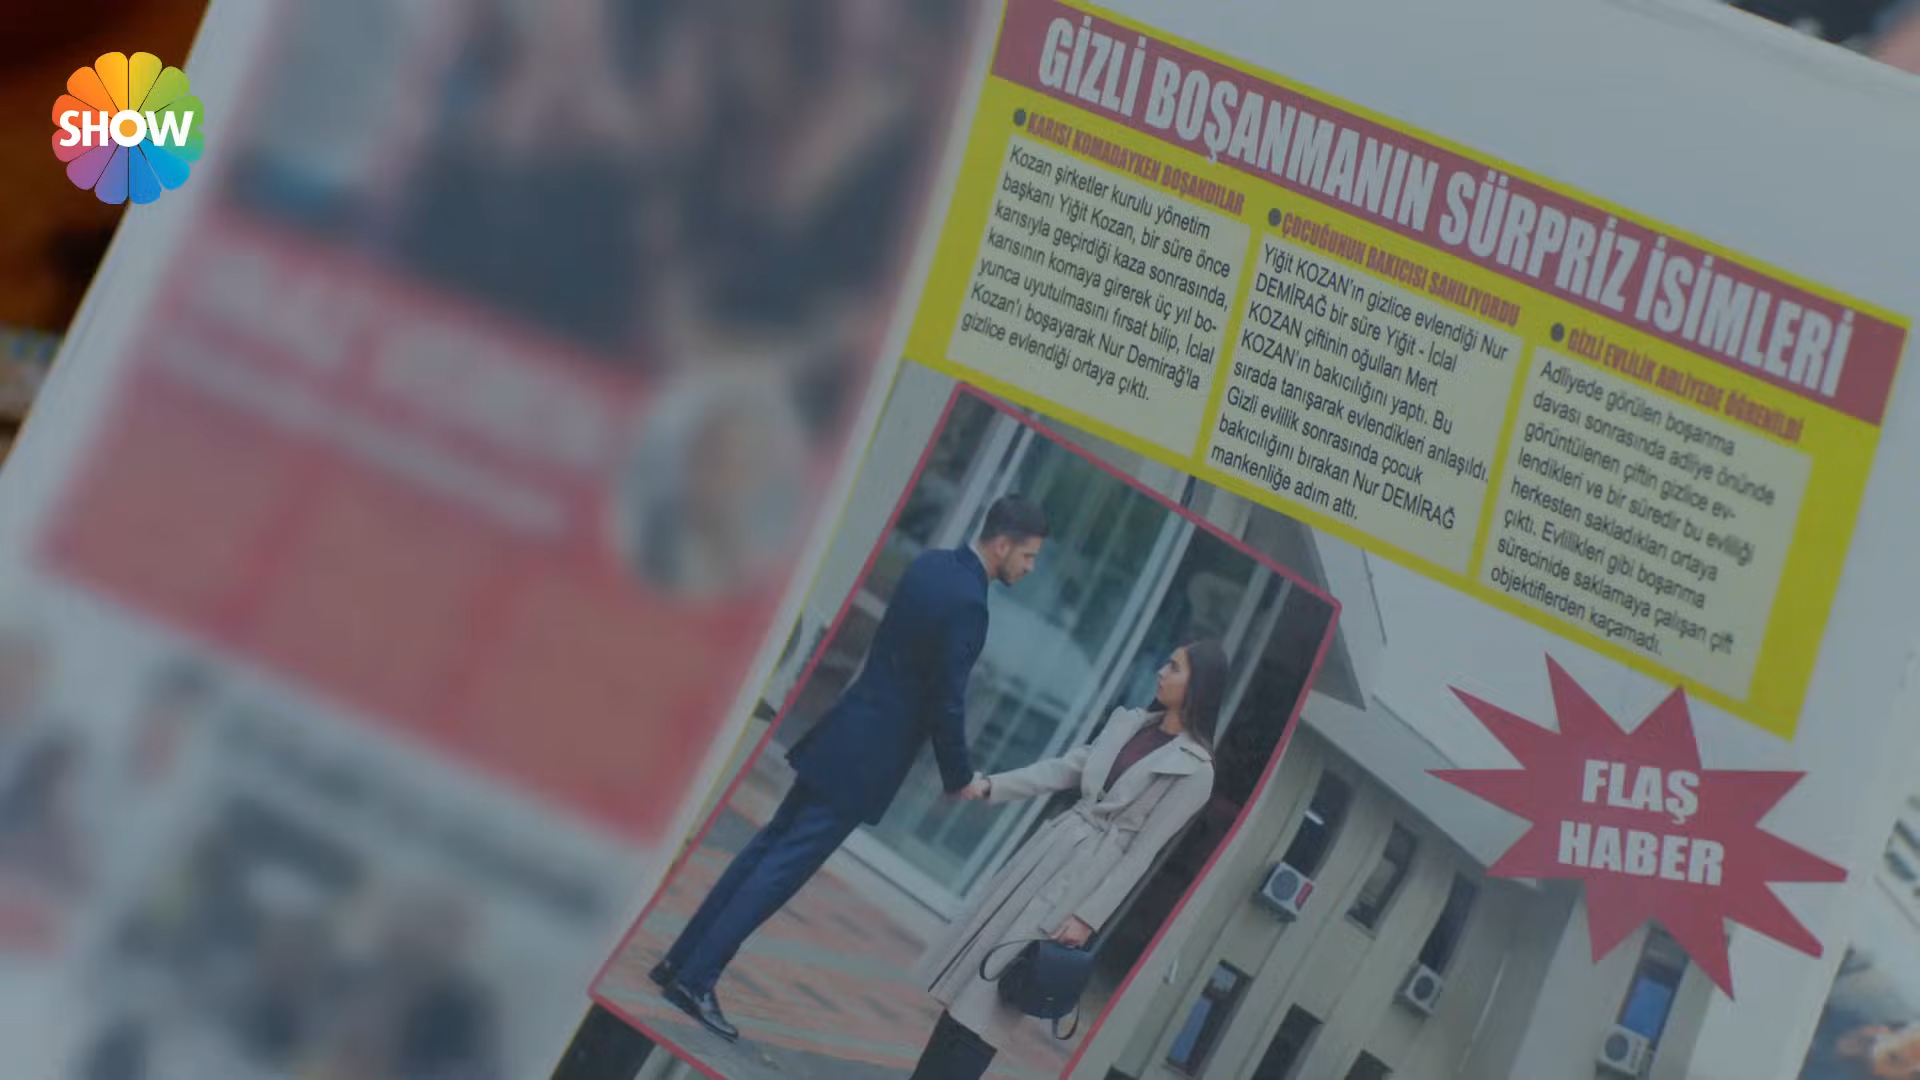 SHOW
GİZLİ BOŞANMANIN SÜRPRİZ İSİMLERİ
KARISI KOMADAYKEN BOŞANDILAR
Kozan şirketler kurulu yönetim
başkanı Yiğit Kozan, bir süre önce
karısıyla geçirdiği kaza sonrasında,
karısının komaya girerek üç yıl bo-
yunca uyutulmasını fırsat bilip, İclal
Kozan'ı boşayarak Nur Demirağ'la
gizlice evlendiği ortaya çıktı.
ÇOCUĞUNUN BAKICISI SANILIYORDU
Yiğit KOZAN'ın gizlice evlendiği Nur
DEMİRAĞ bir süre Yiğit - İclal
KOZAN çiftinin oğulları Mert
KOZAN'ın bakıcılığını yaptı. Bu
sırada tanışarak evlendikleri anlaşıldı.
Gizli evlilik sonrasında çocuk
bakıcılığını bırakan Nur DEMİRAĞ
mankenliğe adım attı.
GİZLİ EVLİLİK ADLİYEDE ÖĞRENİLDİ
Adliyede görülen boşanma
davası sonrasında adliye önünde
görüntülenen çiftin gizlice ev-
lendikleri ve bir süredir bu evliliği
herkesten sakladıkları ortaya
çıktı. Evlilikleri gibi boşanma
sürecinide saklamaya çalışan çift
objektiflerden kaçamadı.
FLAŞ
HABER